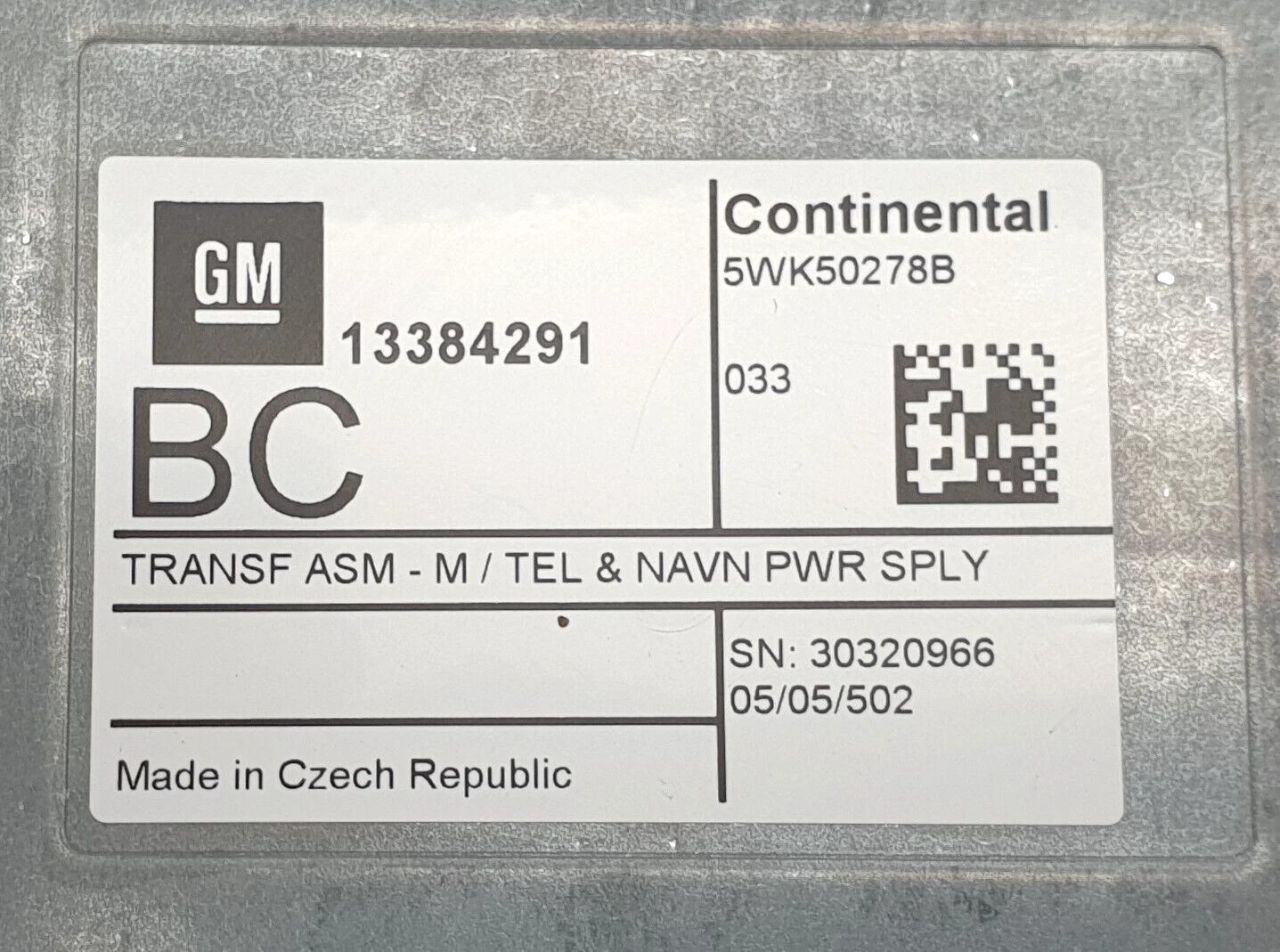 GM
13384291
BC
Continental
5WK50278B
033
TRANSF ASM - M / TEL & NAVN PWR SPLY
SN: 30320966
05/05/502
Made in Czech Republic